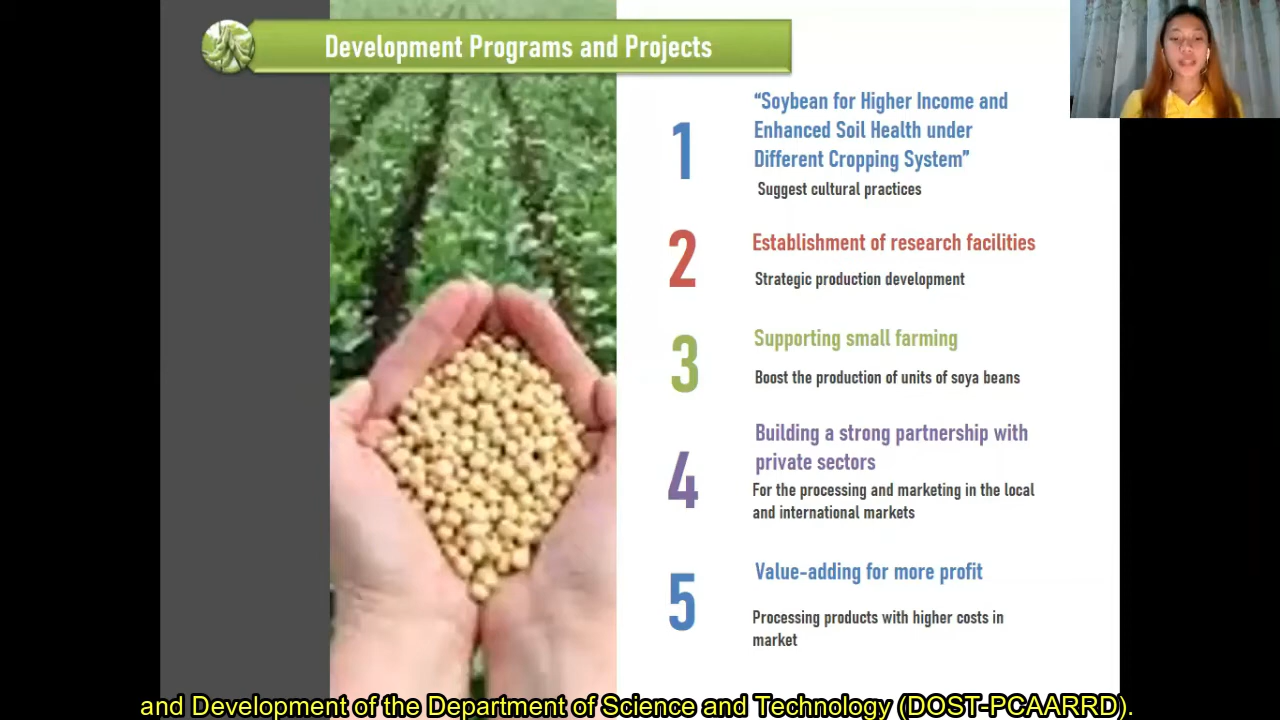 Development Programs and Projects
1
“Soybean for Higher Income and
Enhanced Soil Health under
Different Cropping System”
Suggest cultural practices
2
Establishment of research facilities
Strategic production development
3
Supporting small farming
Boost the production of units of soya beans
4
Building a strong partnership with
private sectors
For the processing and marketing in the local
and international markets
5
Value-adding for more profit
Processing products with higher costs in
market
and Development of the Department of Science and Technology (DOST-PCAARRD).